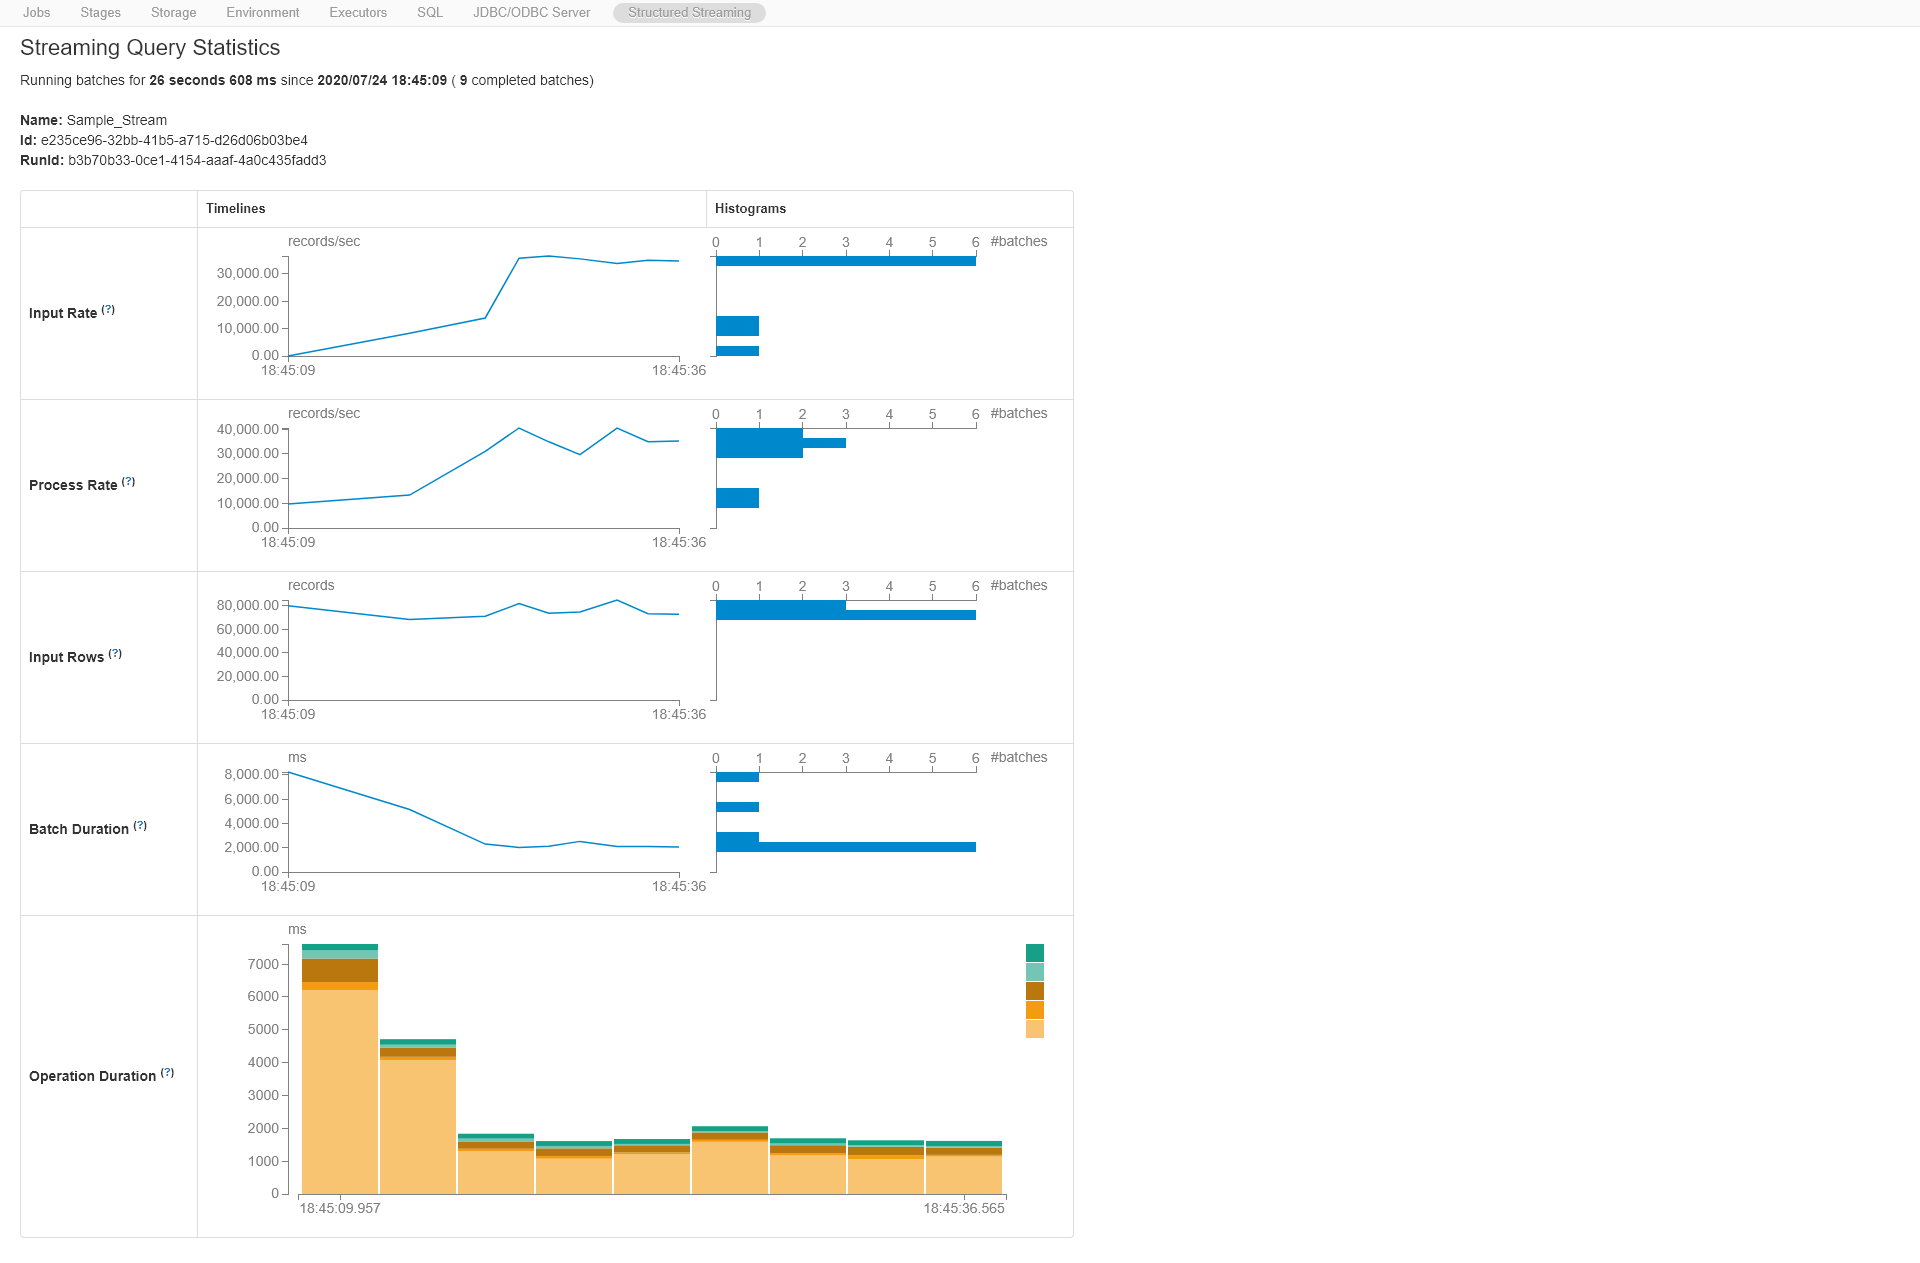 Jobs Stages Storage Environment Executors SQL JDBC/ODBC Server Structured Streaming
Streaming Query Statistics
Running batches for 26 seconds 608 ms since 2020/07/24 18:45:09 ( 9 completed batches)
Name: Sample_Stream
Id: e235ce96-32bb-41b5-a715-d26d06b03be4
RunId: b3b70b33-0ce1-4154-aaaf-4a0c435fadd3
Timelines Histograms
Input Rate (?)
records/sec
30,000.00
20,000.00
10,000.00
0.00
18:45:09 18:45:36
0 1 2 3 4 5 6 #batches
Process Rate (?)
records/sec
40,000.00
30,000.00
20,000.00
10,000.00
0.00
18:45:09 18:45:36
0 1 2 3 4 5 6 #batches
Input Rows (?)
records
80,000.00
60,000.00
40,000.00
20,000.00
0.00
18:45:09 18:45:36
0 1 2 3 4 5 6 #batches
Batch Duration (?)
ms
8,000.00
6,000.00
4,000.00
2,000.00
0.00
18:45:09 18:45:36
0 1 2 3 4 5 6 #batches
Operation Duration (?)
ms
7000
6000
5000
4000
3000
2000
1000
0
18:45:09.957 18:45:36.565